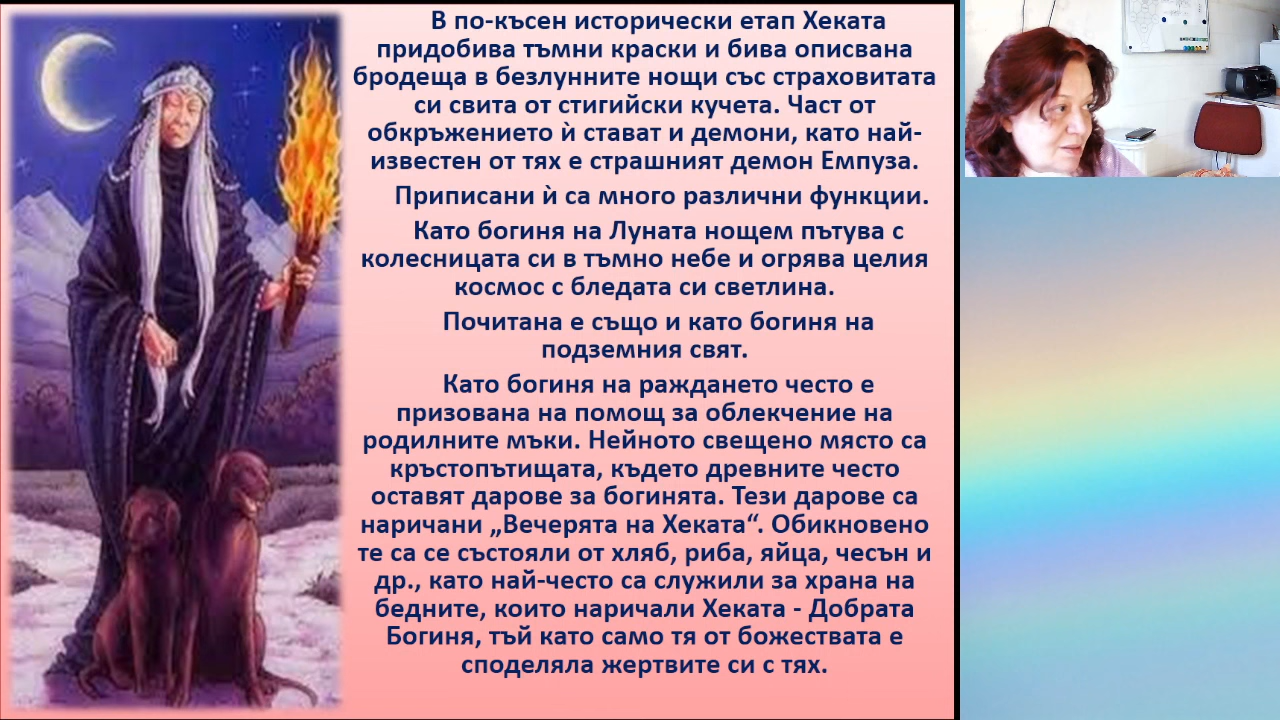 В по-късен исторически етап Хеката
придобива тъмни краски и бива описвана
бродеща в безлунните нощи със страховитата
си свита от стигийски кучета. Част от
обкръжението ѝ стават и демони, като най-
известен от тях е страшният демон Емпуза.
Приписани ѝ са много различни функции.
Като богиня на Луната нощем пътува с
колесницата си в тъмно небе и огрява целия
космос с бледата си светлина.
Почитана е също и като богиня на
подземния свят.
Като богиня на раждането често е
призована на помощ за облекчение на
родилните мъки. Нейното свещено място са
кръстопътищата, където древните често
оставят дарове за богинята. Тези дарове са
наричани „Вечерята на Хеката“. Обикновено
те са се състояли от хляб, риба, яйца, чесън и
др., като най-често са служили за храна на
бедните, които наричали Хеката - Добрата
Богиня, тъй като само тя от божествата е
споделяла жертвите си с тях.